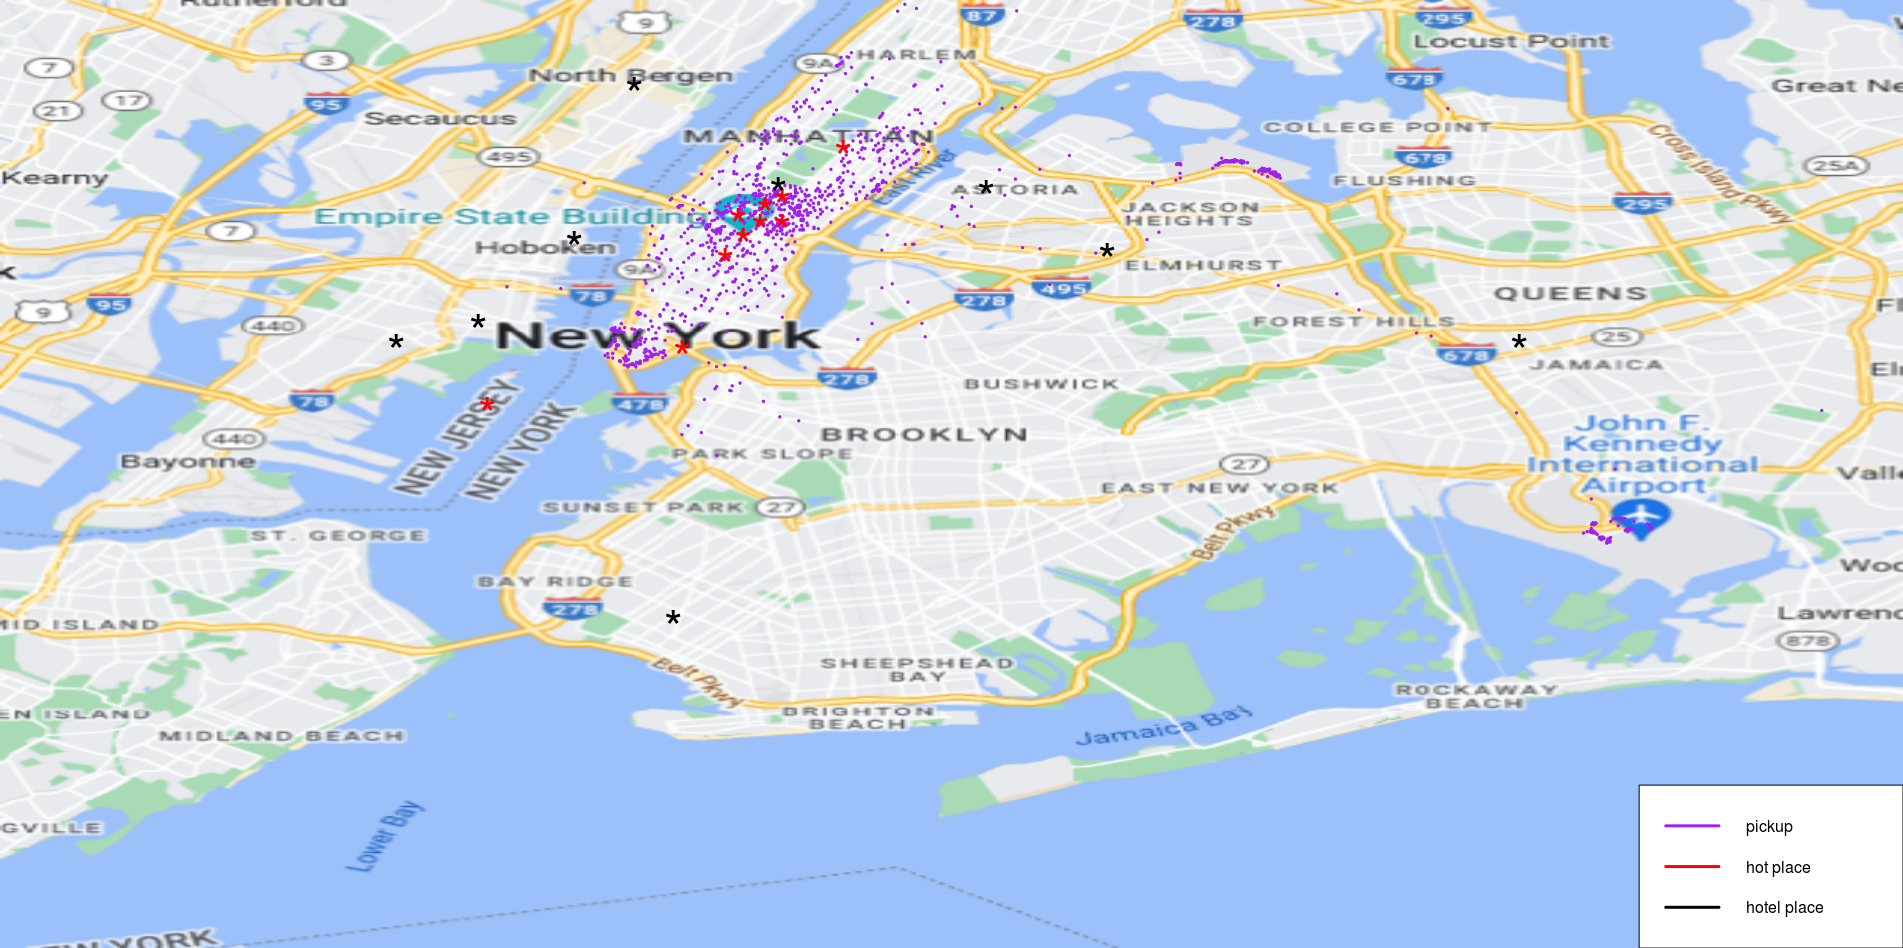 Rutherford
9
87
278
295
Locust Point
HARLEM
9A
3
7
North Bergen
678
Great Ne
95
17
21
Secaucus
MANHATTAN
COLLEGE POINT
Cross Island Pkwy
495
678
25A
Kearny
East River
ASTORIA
FLUSHING
JACKSON
HEIGHTS
295
Empire State Building
7
Hoboken
9A
ELMHURST
K
495
78
278
QUEENS
95
9
Fl
440
New York
FOREST HILLS
25
678
JAMAICA
El
278
BUSHWICK
78
478
NEW JERSEY
NEW YORK
John F.
Kennedy
International
Airport
BROOKLYN
440
Bayonne
PARK SLOPE
27
Valle
EAST NEW YORK
SUNSET PARK
27
Belt Pkwy
ST. GEORGE
Woo
BAY RIDGE
278
Lawrenc
MID ISLAND
878
SHEEPSHEAD
BAY
Belt Pkwy
ROCKAWAY
BEACH
EN ISLAND
BRIGHTON
BEACH
MIDLAND BEACH
Jamaica Bay
GVILLE
Lower Bay
pickup
hot place
hotel place
EW YORK